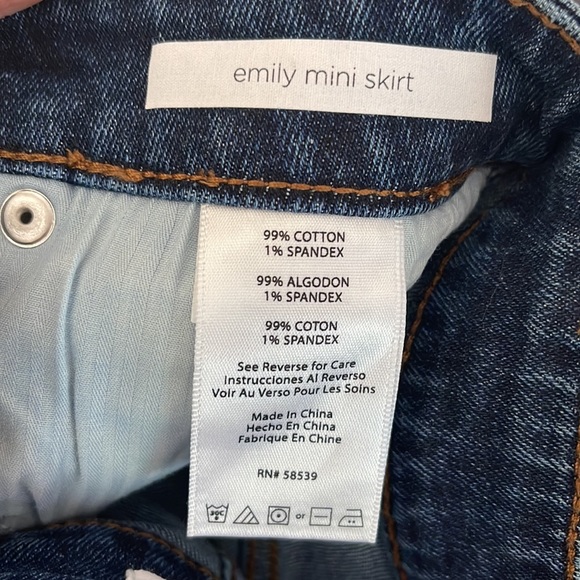 emily mini skirt
99% COTTON
1% SPANDEX
99% ALGODON
1% SPANDEX
99% COTON
1% SPANDEX
See Reverse for Care
Instrucciones Al Reverso
Voir Au Verso Pour Les Soins
Made In China
Hecho En China
Fabrique En Chine
RN# 58539
30C or